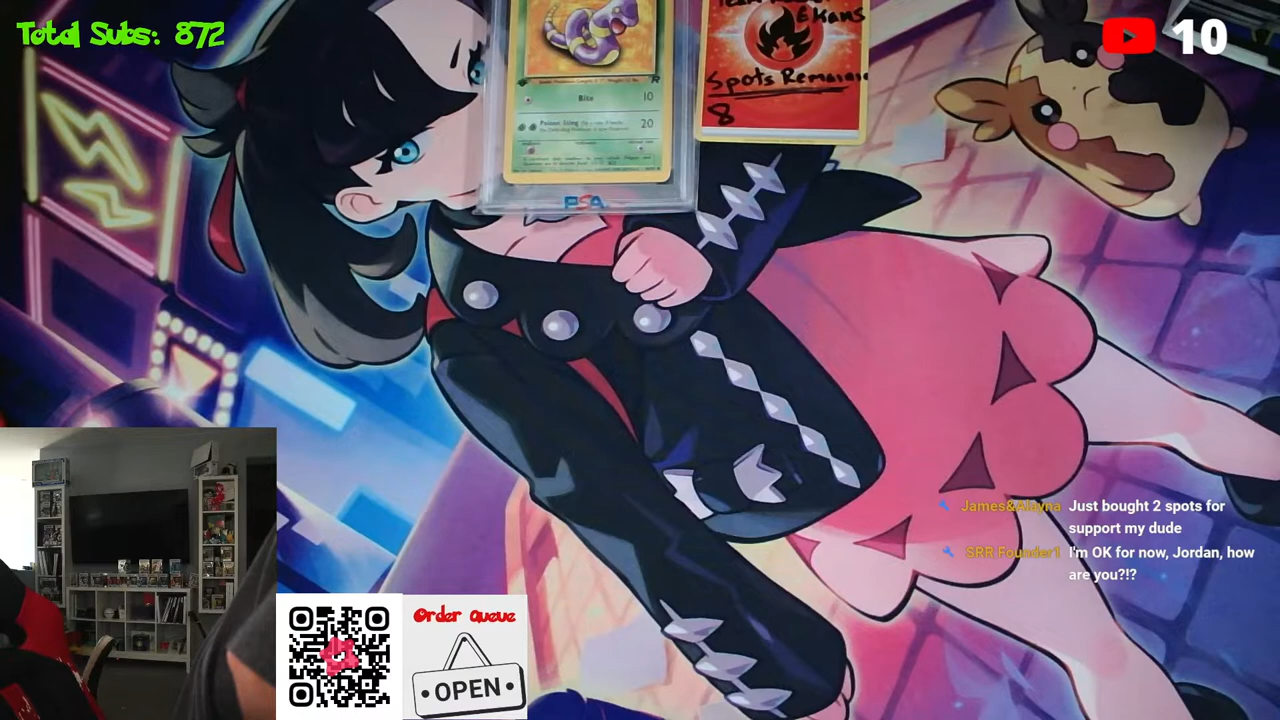 Total Subs: 872
10
Ekans
Spots Remaining
8
Bite 10
Poison Sting
20
PSA
James&Alayna Just bought 2 spots for
support my dude
SRR Founder1 I'm OK for now, Jordan, how
are you?!?
Order Queue
• OPEN •